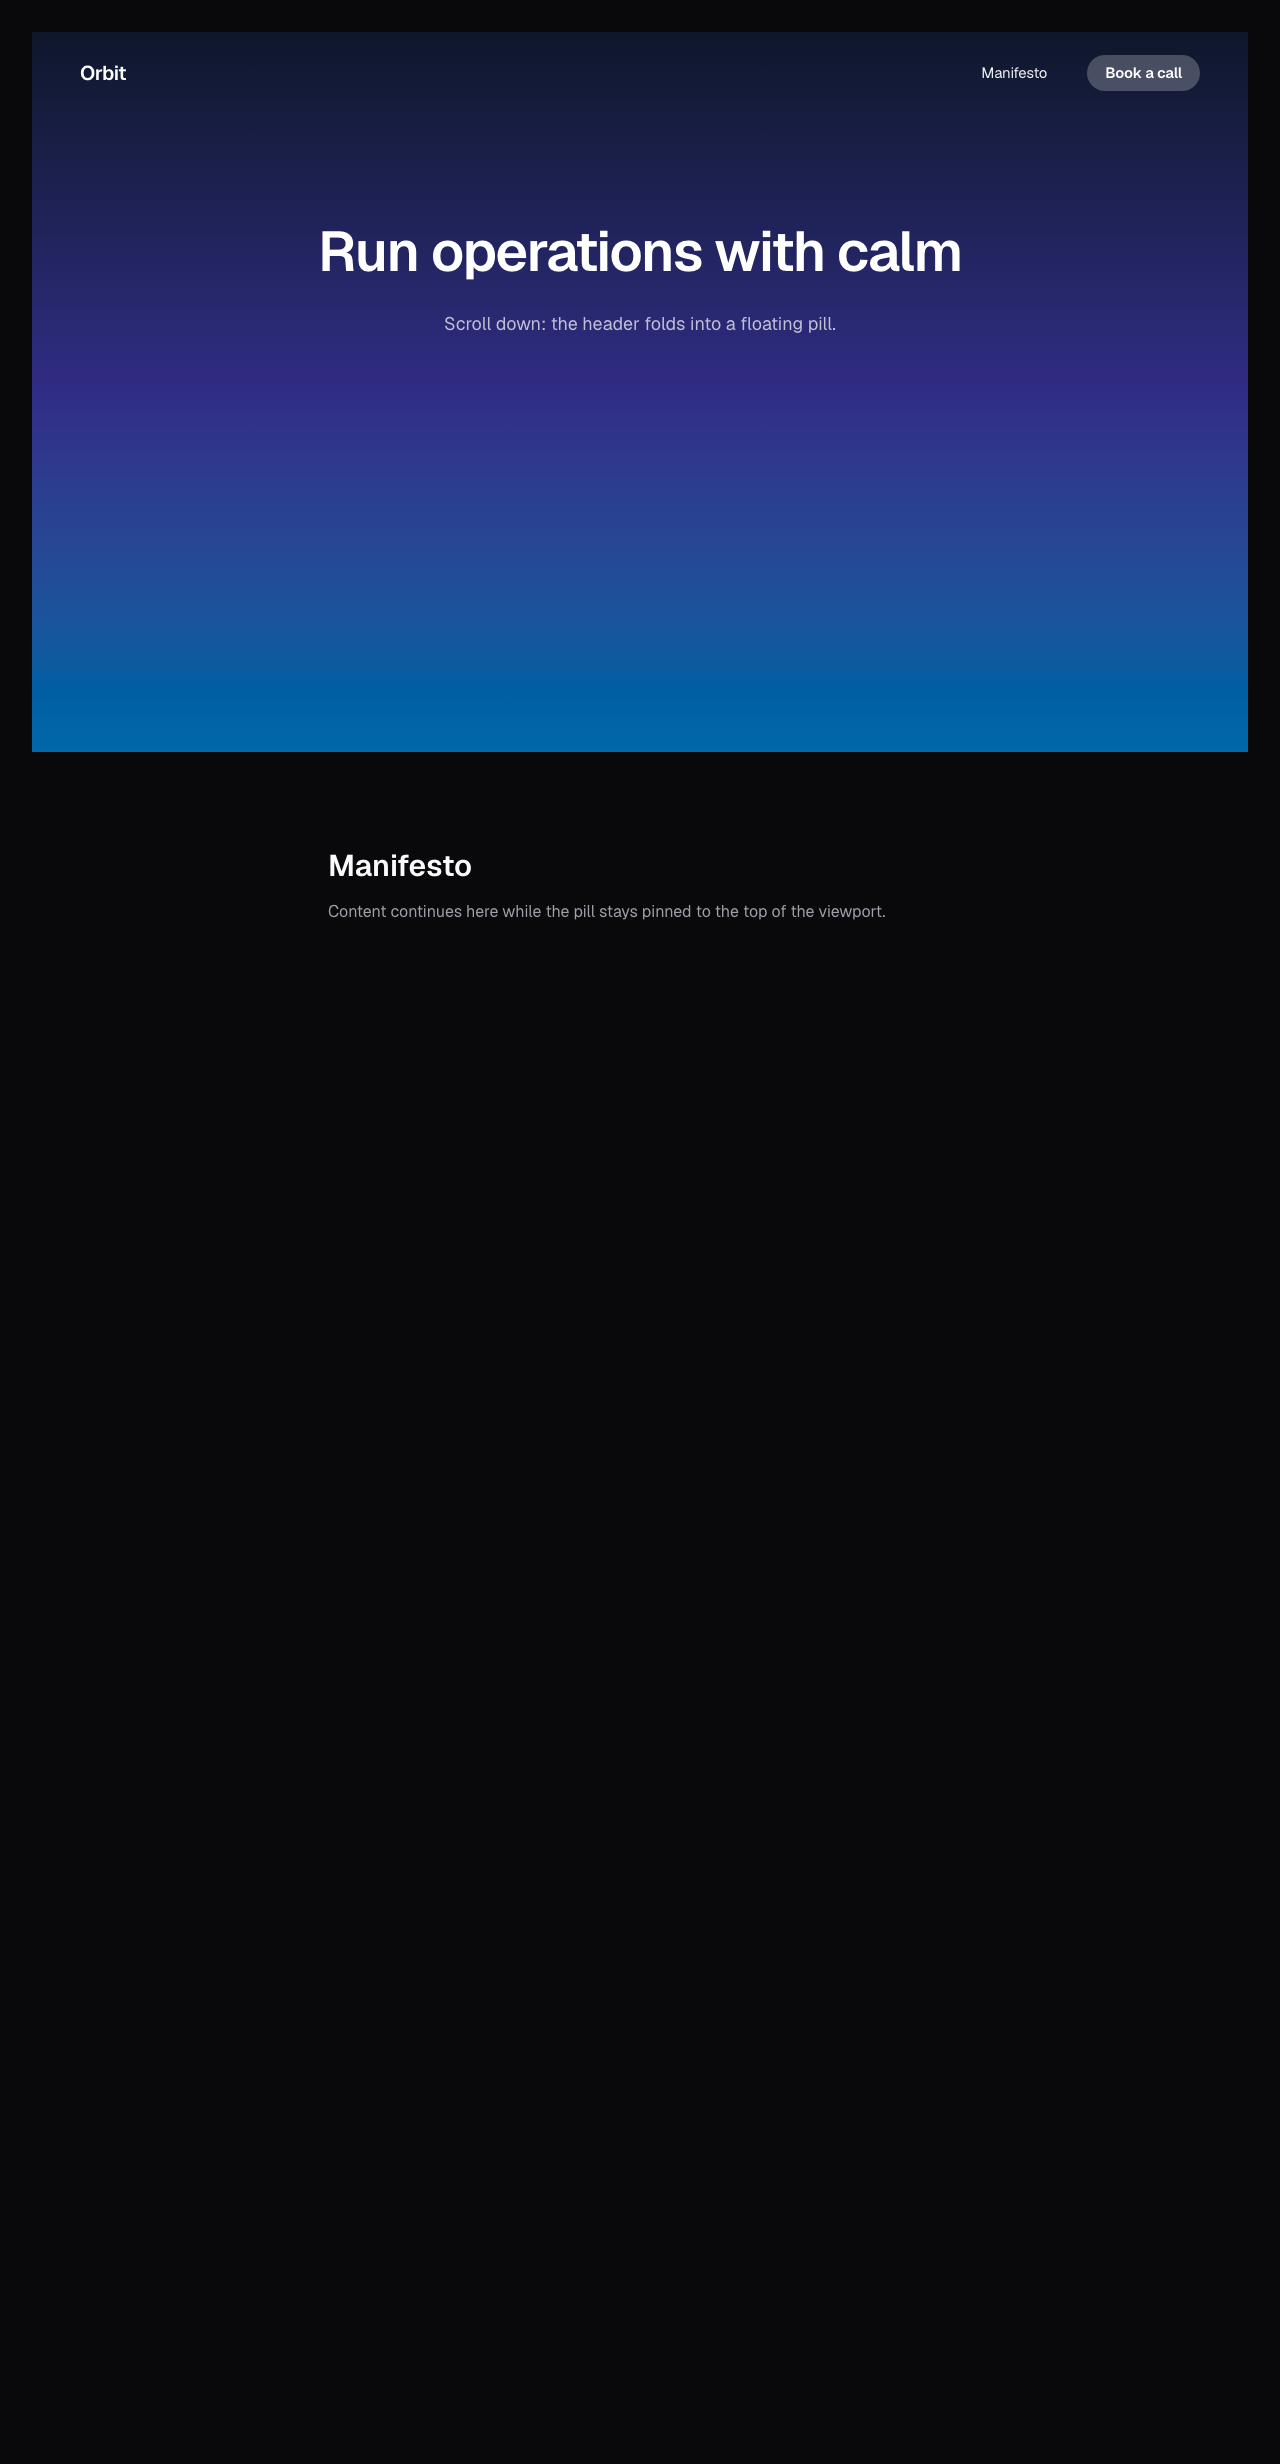 Orbit
Manifesto
Book a call
Run operations with calm
Scroll down: the header folds into a floating pill.
Manifesto
Content continues here while the pill stays pinned to the top of the viewport.